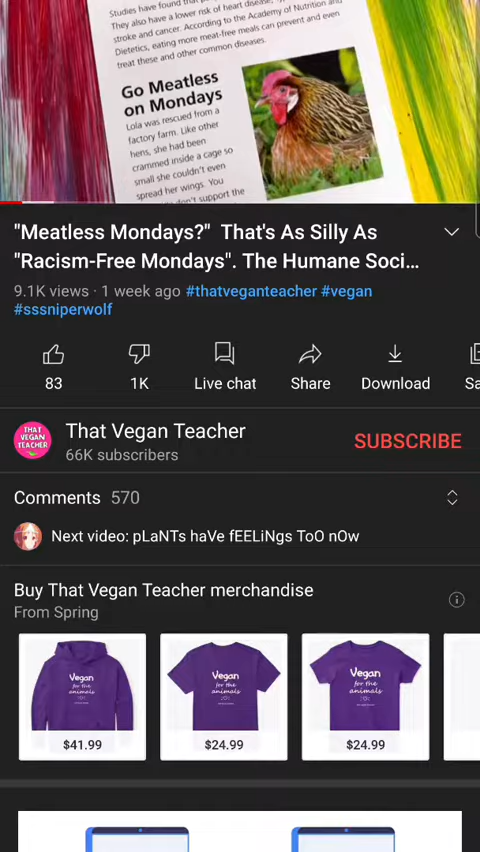 Studies have found that
They also have a lower risk of heart disease,
stroke and cancer. According to the Academy of Nutrition and
Dietetics, eating more meat-free meals can prevent and even
treat these and other common diseases.
Go Meatless
on Mondays
Lola was rescued from a
factory farm. Like other
hens, she had been
crammed inside a cage so
small she couldn't even
spread her wings. You
don't support the
"Meatless Mondays?" That's As Silly As
"Racism-Free Mondays". The Humane Soci...
9.1K views · 1 week ago #thatveganteacher #vegan
#sssniperwolf
83
1K
Live chat
Share
Download
Sa
THAT VEGAN TEACHER
That Vegan Teacher
66K subscribers
SUBSCRIBE
Comments 570
Next video: pLaNTs haVe fEELiNgs ToO nOw
Buy That Vegan Teacher merchandise
From Spring
Vegan
for the
animals
$41.99
Vegan
for the
animals
$24.99
Vegan
for the
animals
$24.99